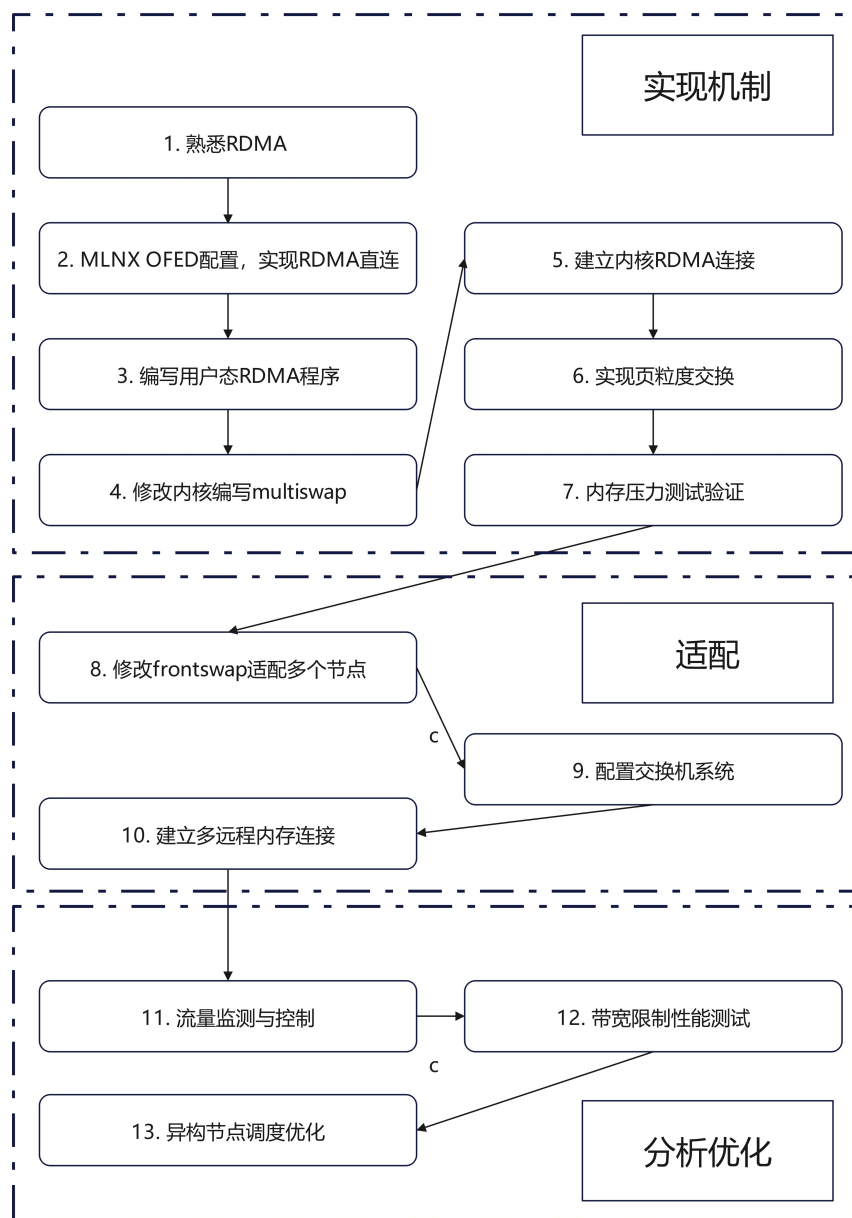 实现机制
1. 熟悉RDMA
2. MLNX OFED配置，实现RDMA直连
3. 编写用户态RDMA程序
4. 修改内核编写multiswap
5. 建立内核RDMA连接
6. 实现页粒度交换
7. 内存压力测试验证
适配
8. 修改frontswap适配多个节点
c
9. 配置交换机系统
10. 建立多远程内存连接
11. 流量监测与控制
12. 带宽限制性能测试
c
13. 异构节点调度优化
分析优化